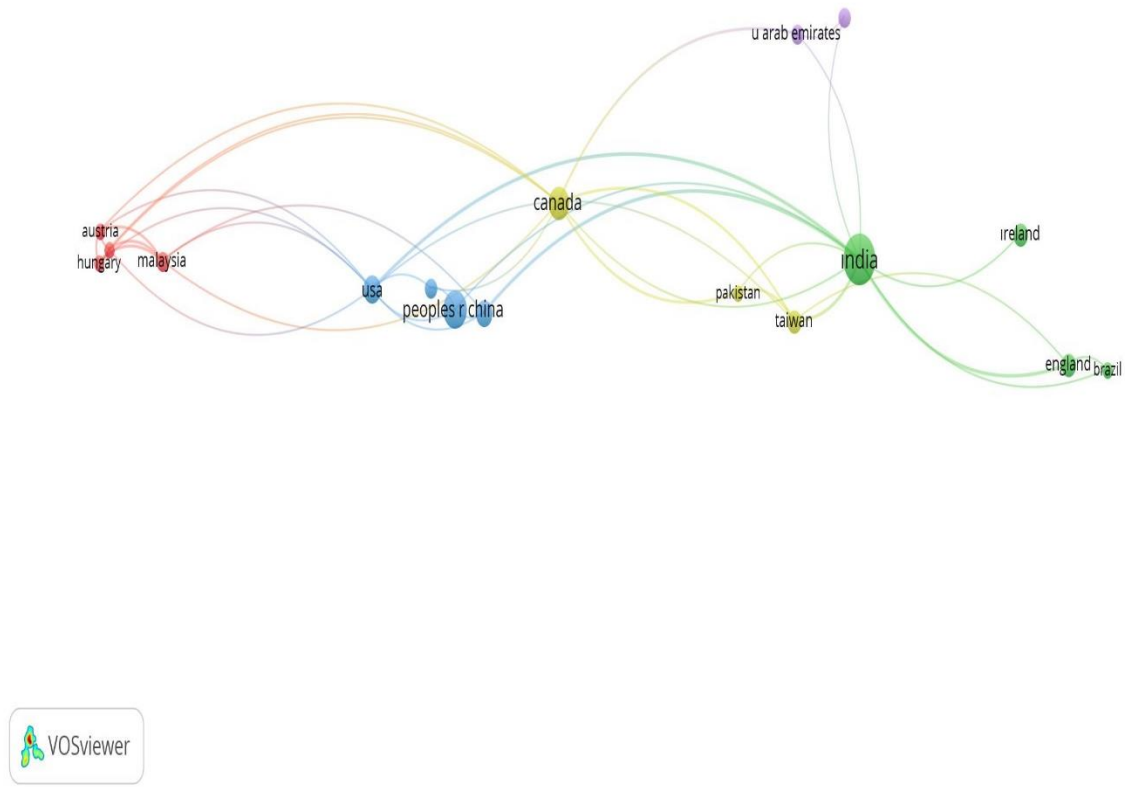 u arab emirates
canada
austria
ireland
hungary
malaysia
india
usa
pakistan
peoples r china
taiwan
england
brazil
VOSviewer